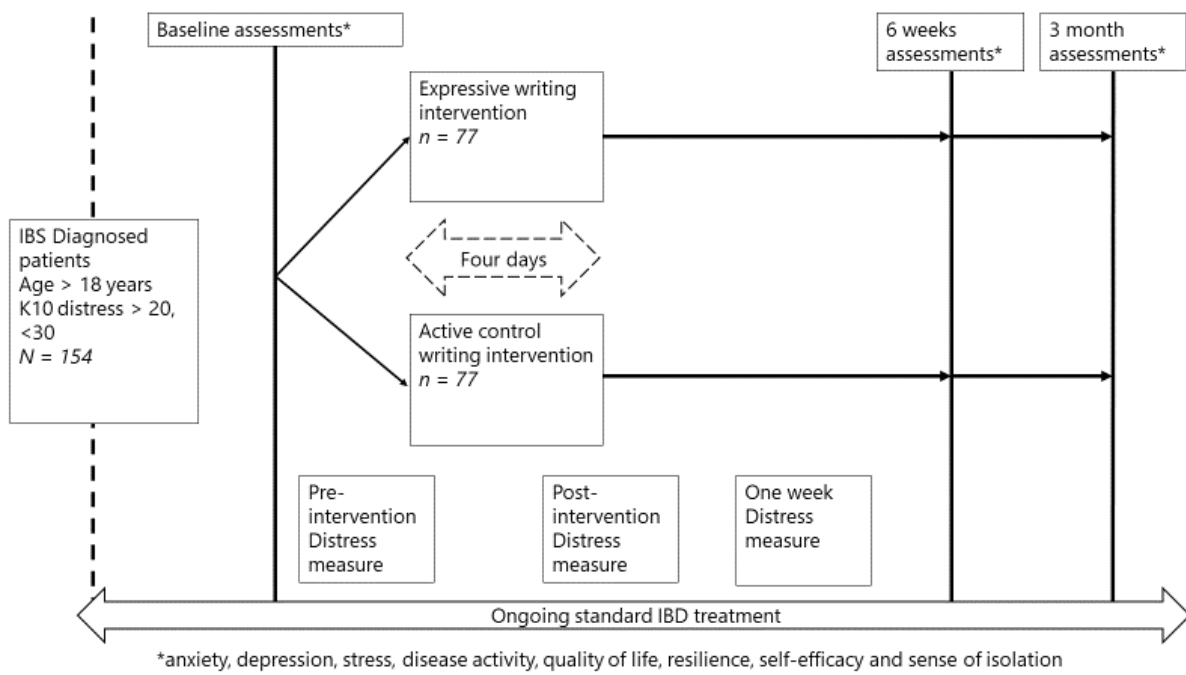 Baseline assessments*
6 weeks
assessments*
3 month
assessments*
Expressive writing
intervention
n = 77
IBS Diagnosed
patients
Age > 18 years
K10 distress > 20,
<30
N = 154
Four days
Active control
writing intervention
n = 77
Pre-
intervention
Distress
measure
Post-
intervention
Distress
measure
One week
Distress
measure
Ongoing standard IBD treatment
*anxiety, depression, stress, disease activity, quality of life, resilience, self-efficacy and sense of isolation